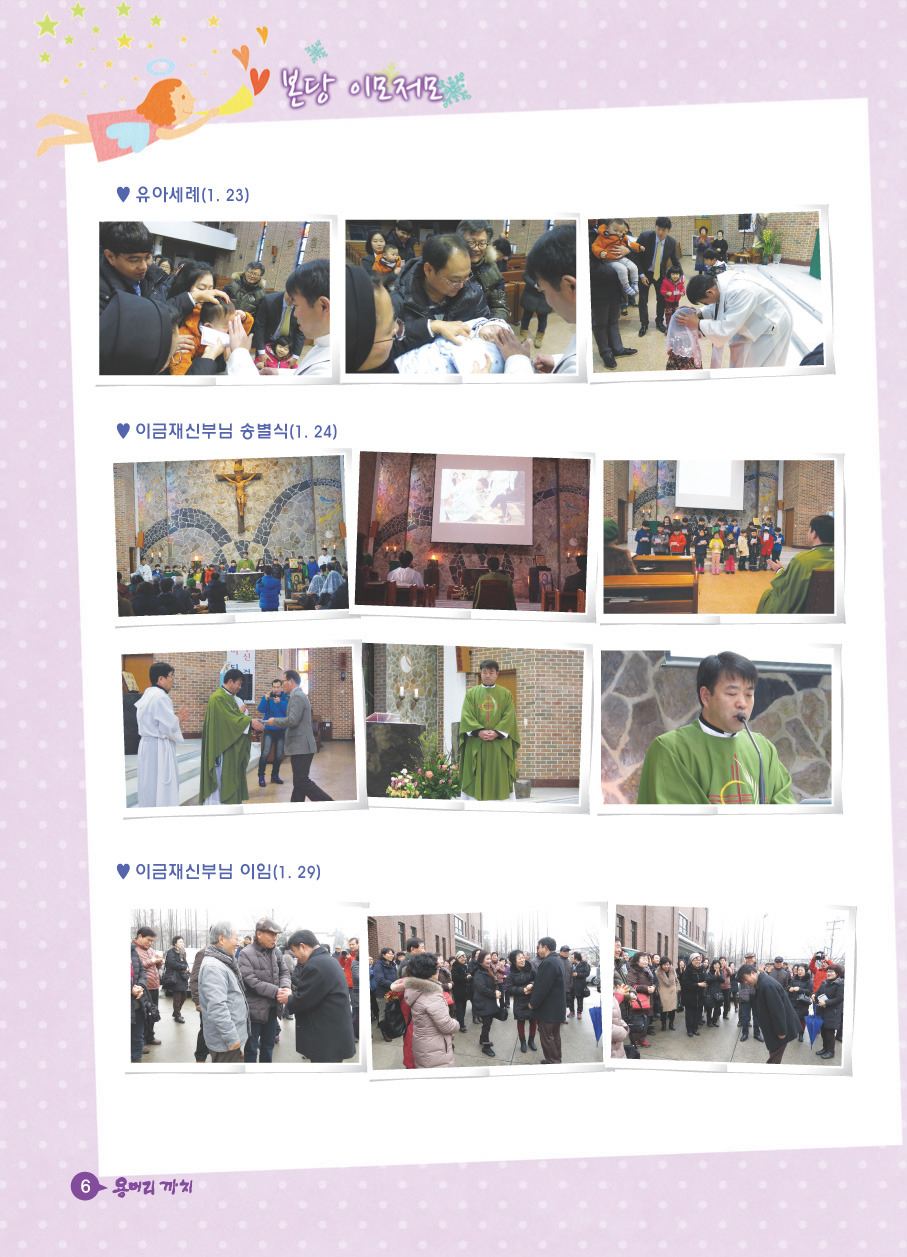 본당 이모저모
♥ 유아세례(1. 23)
♥ 이금재신부님 송별식(1. 24)
♥ 이금재신부님 이임(1. 29)
6 용머리 까치